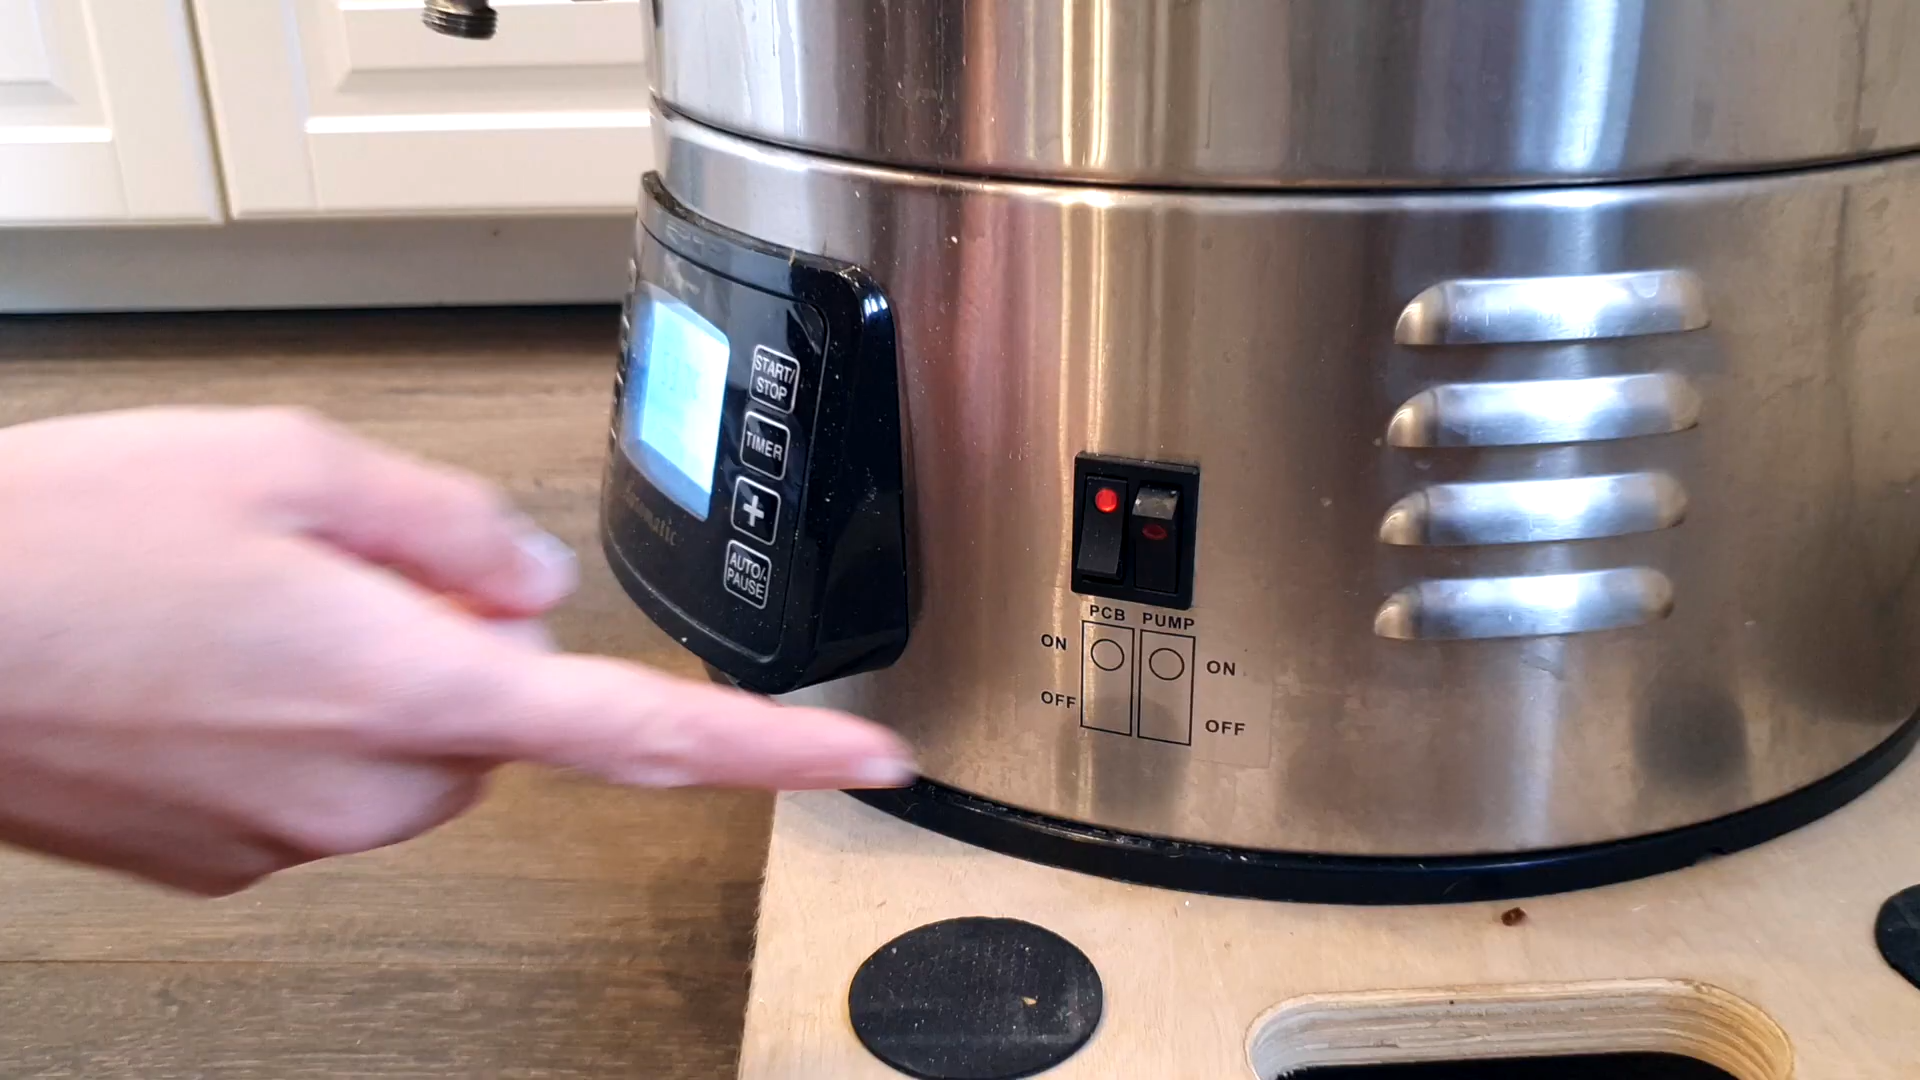 START/
STOP
TIMER
+
AUTO/
PAUSE
PCB PUMP
ON ON
OFF OFF